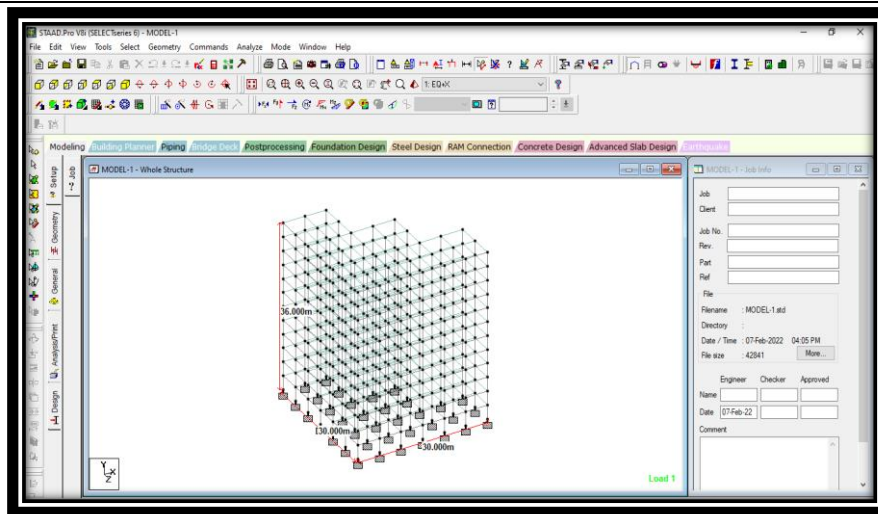 STAAD.Pro V8i (SELECTseries 6) - MODEL-1
File Edit View Tools Select Geometry Commands Analyze Mode Window Help
1: EQ+X
Modeling Building Planner Piping Bridge Deck Postprocessing Foundation Design Steel Design RAM Connection Concrete Design Advanced Slab Design Earthquake
Setup
Geometry
General
Analysis/Print
Design
Job
MODEL-1 - Whole Structure
36.000m
30.000m
30.000m
Y
X
Z
Load 1
MODEL-1 - Job Info
Job
Client
Job No.
Rev.
Part
Ref
File
Filename : MODEL-1.std
Directory :
Date / Time : 07-Feb-2022 04:05 PM
File size : 42841 More...
Engineer Checker Approved
Name
Date 07-Feb-22
Comment